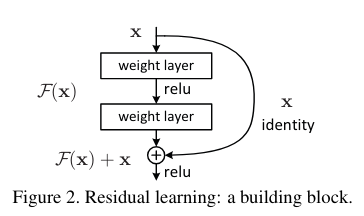 x
weight layer
F(x)
relu
weight layer
x
identity
F(x) + x
+
relu
Figure 2. Residual learning: a building block.